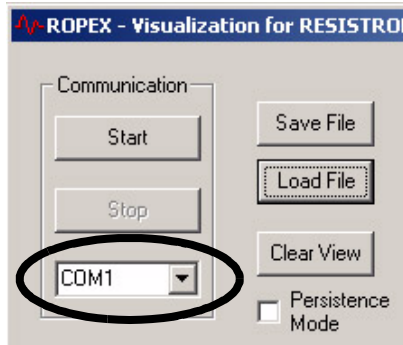 ROPEX - Visualization for RESISTRO
Communication
Start
Stop
COM1
Save File
Load File
Clear View
Persistence
Mode